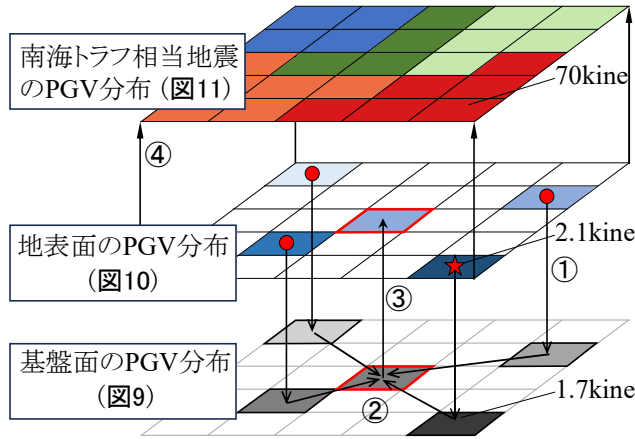 南海トラフ相当地震
のPGV分布 (図11)
70kine
④
地表面のPGV分布
(図10)
2.1kine
①
③
基盤面のPGV分布
(図9)
1.7kine
②